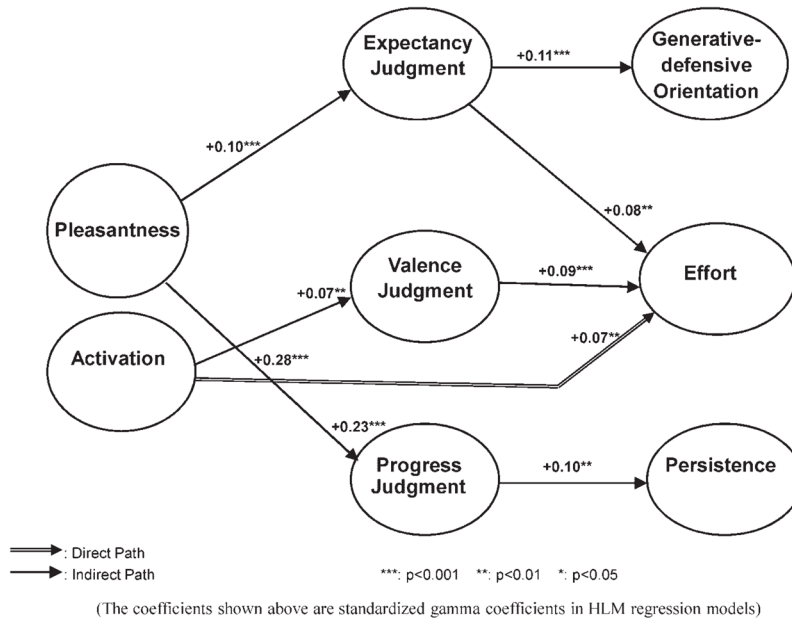 Expectancy
Judgment
+0.11***
Generative-
defensive
Orientation
+0.10***
+0.08**
Pleasantness
Valence
Judgment
+0.09***
Effort
+0.07**
Activation
+0.28***
+0.07**
+0.23***
Progress
Judgment
+0.10**
Persistence
: Direct Path
: Indirect Path
***: p<0.001 **: p<0.01 *: p<0.05
(The coefficients shown above are standardized gamma coefficients in HLM regression models)